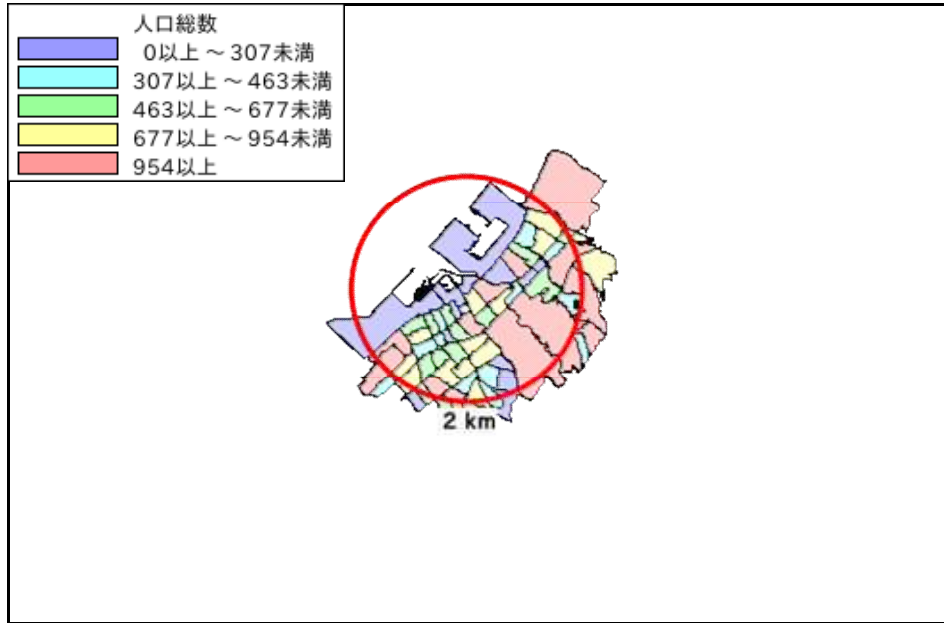 人口総数
0以上 ～ 307未満
307以上 ～ 463未満
463以上 ～ 677未満
677以上 ～ 954未満
954以上
2 km